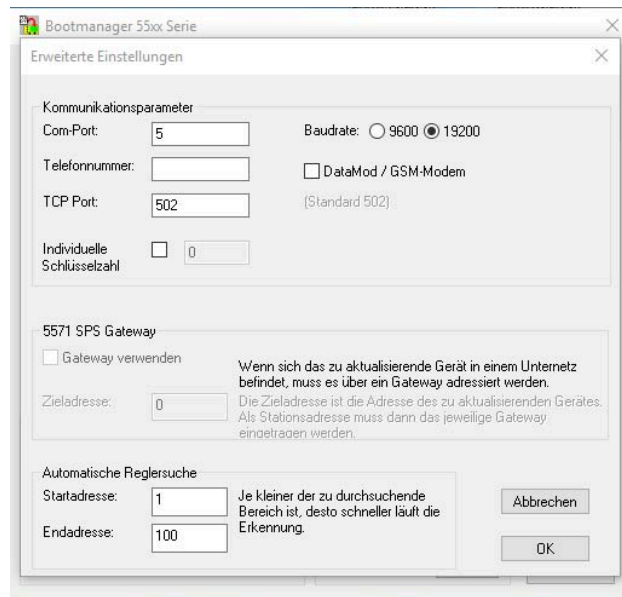 Bootmanager 55xx Serie
Erweiterte Einstellungen
Kommunikationsparameter
Com-Port: 5 Baudrate: 9600 19200
Telefonnummer: DataMod / GSM-Modem
TCP Port: 502 (Standard 502)
Individuelle
Schlüsselzahl 0
5571 SPS Gateway
Gateway verwenden
Wenn sich das zu aktualisierende Gerät in einem Unternetz
befindet, muss es über ein Gateway adressiert werden.
Zieladresse: 0
Die Zieladresse ist die Adresse des zu aktualisierenden Gerätes.
Als Stationsadresse muss dann das jeweilige Gateway
eingetragen werden.
Automatische Reglersuche
Startadresse: 1
Endadresse: 100
Je kleiner der zu durchsuchende
Bereich ist, desto schneller läuft die
Erkennung.
Abbrechen
OK